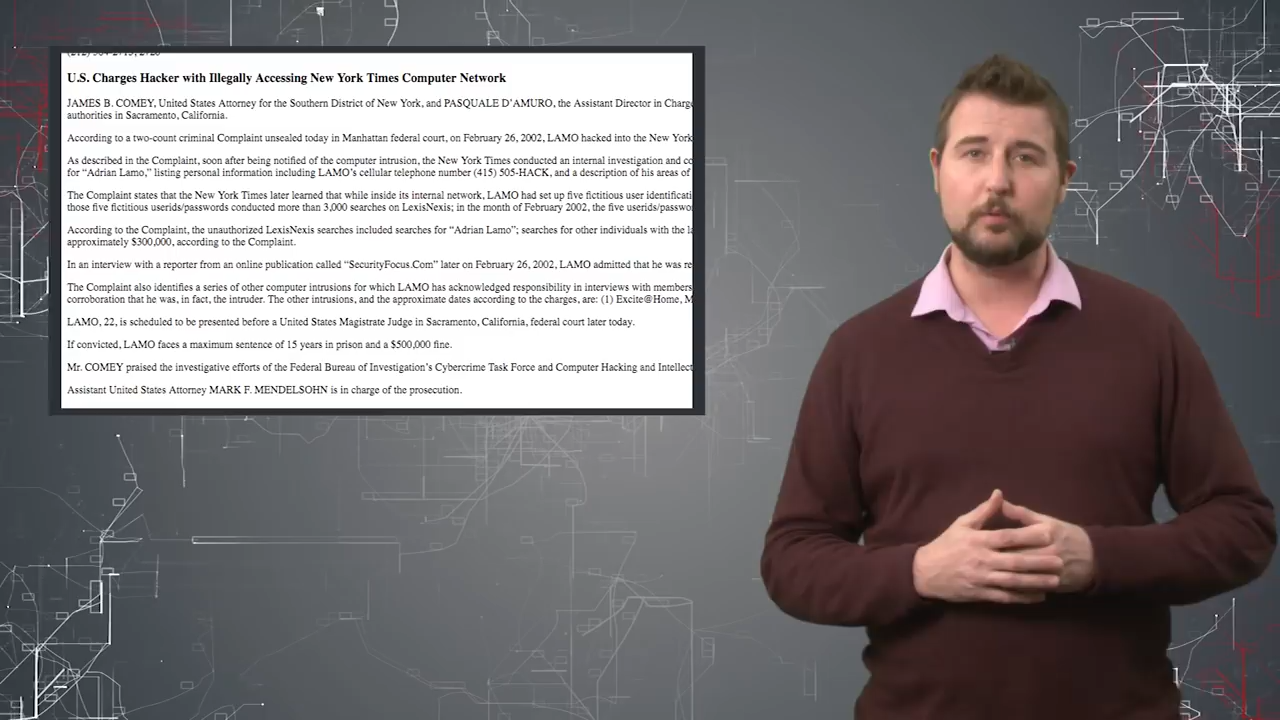 U.S. Charges Hacker with Illegally Accessing New York Times Computer Network
JAMES B. COMEY, United States Attorney for the Southern District of New York, and PASQUALE D'AMURO, the Assistant Director in Charg
authorities in Sacramento, California.
According to a two-count criminal Complaint unsealed today in Manhattan federal court, on February 26, 2002, LAMO hacked into the New York
As described in the Complaint, soon after being notified of the computer intrusion, the New York Times conducted an internal investigation and co
for “Adrian Lamo,” listing personal information including LAMO's cellular telephone number (415) 505-HACK, and a description of his areas of
The Complaint states that the New York Times later learned that while inside its internal network, LAMO had set up five fictitious user identificati
those five fictitious userids/passwords conducted more than 3,000 searches on LexisNexis; in the month of February 2002, the five userids/passwo
According to the Complaint, the unauthorized LexisNexis searches included searches for “Adrian Lamo”; searches for other individuals with the la
approximately $300,000, according to the Complaint.
In an interview with a reporter from an online publication called “SecurityFocus.Com” later on February 26, 2002, LAMO admitted that he was re
The Complaint also identifies a series of other computer intrusions for which LAMO has acknowledged responsibility in interviews with members
corroboration that he was, in fact, the intruder. The other intrusions, and the approximate dates according to the charges, are: (1) Excite@Home, M
LAMO, 22, is scheduled to be presented before a United States Magistrate Judge in Sacramento, California, federal court later today.
If convicted, LAMO faces a maximum sentence of 15 years in prison and a $500,000 fine.
Mr. COMEY praised the investigative efforts of the Federal Bureau of Investigation's Cybercrime Task Force and Computer Hacking and Intellect
Assistant United States Attorney MARK F. MENDELSOHN is in charge of the prosecution.